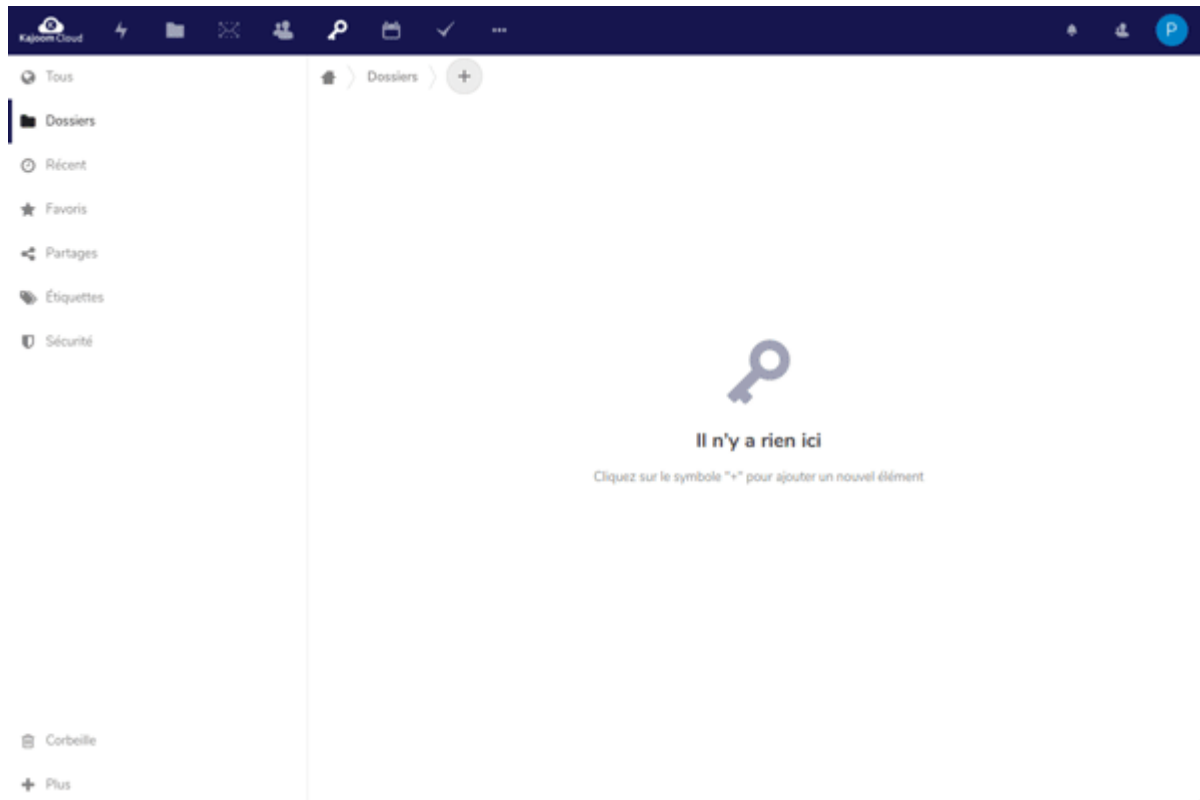 Kajoom Cloud
P
Tous
Dossiers
Récent
Favoris
Partages
Étiquettes
Sécurité
Corbeille
Plus
Dossiers
+
Il n'y a rien ici
Cliquez sur le symbole "+" pour ajouter un nouvel élément